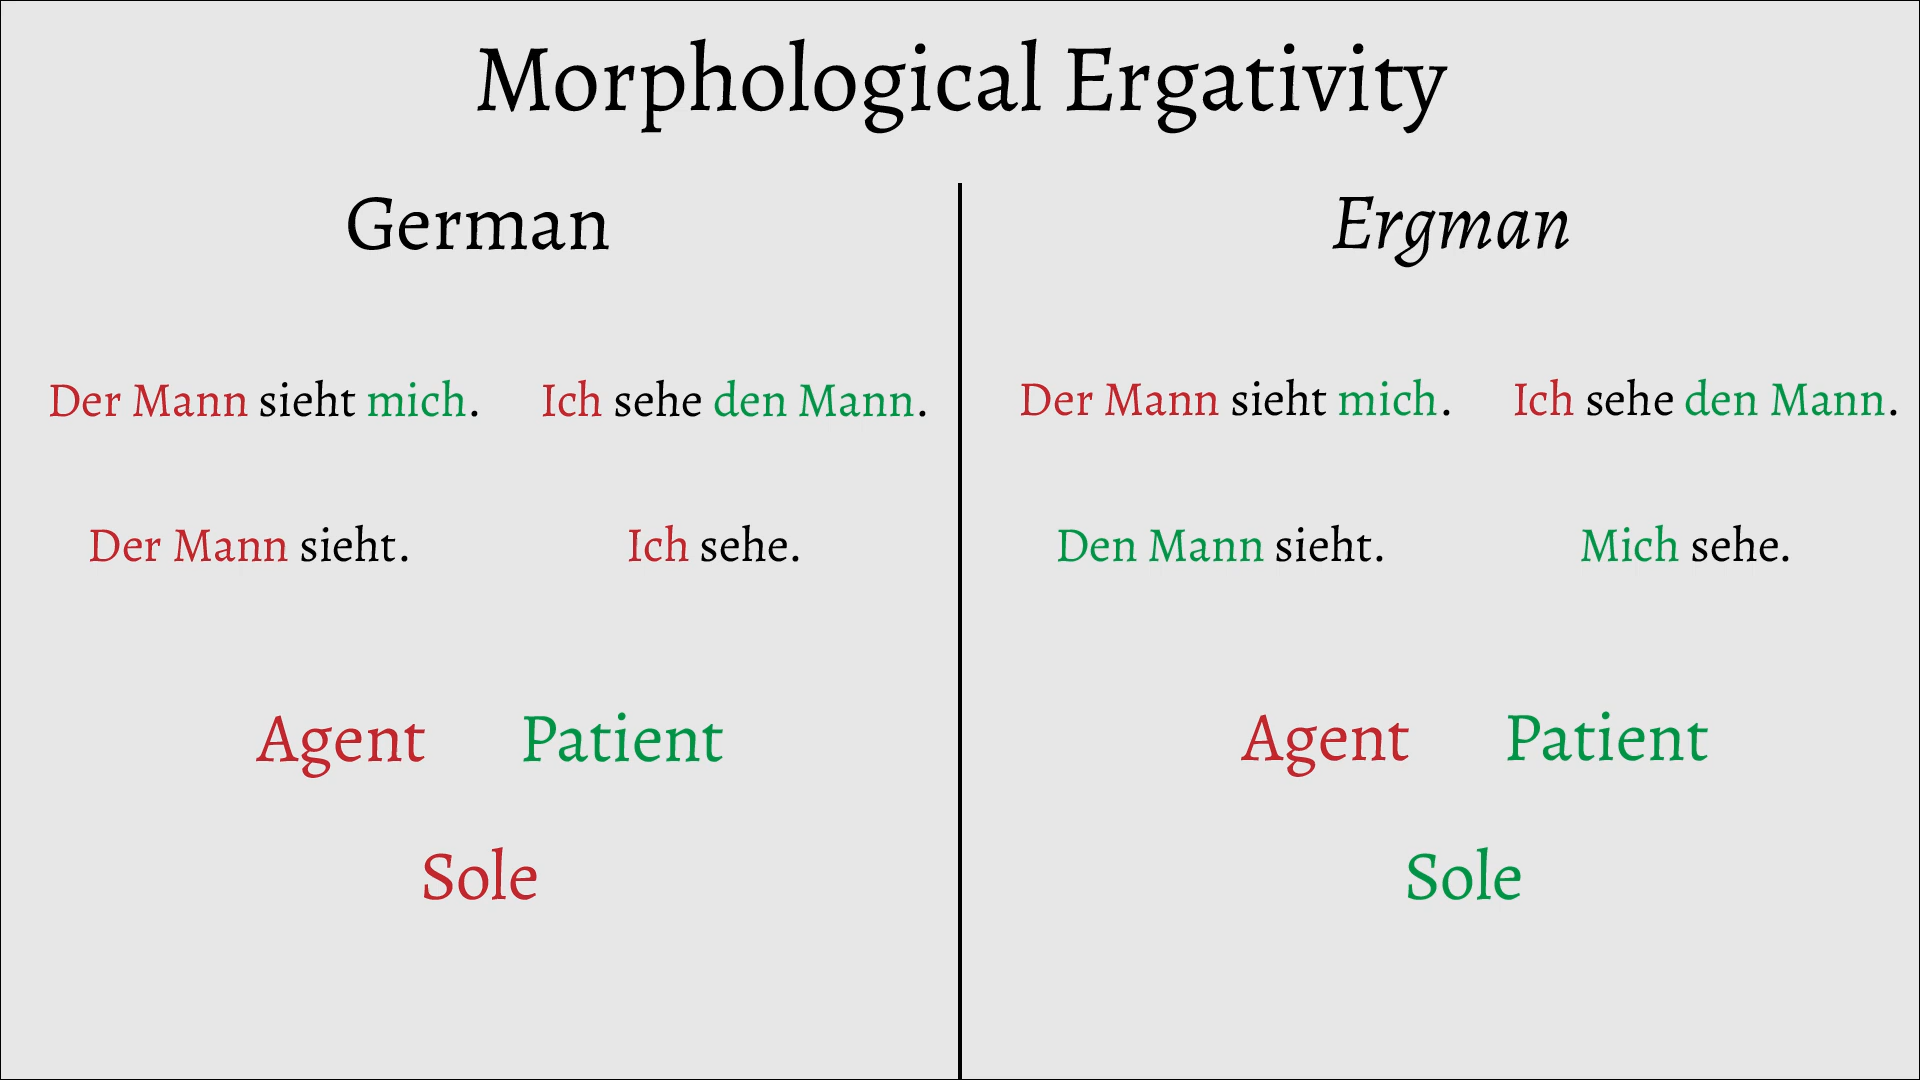 Morphological Ergativity
German
Der Mann sieht mich. Ich sehe den Mann.
Der Mann sieht. Ich sehe.
Agent Patient
Sole
Ergman
Der Mann sieht mich. Ich sehe den Mann.
Den Mann sieht. Mich sehe.
Agent Patient
Sole